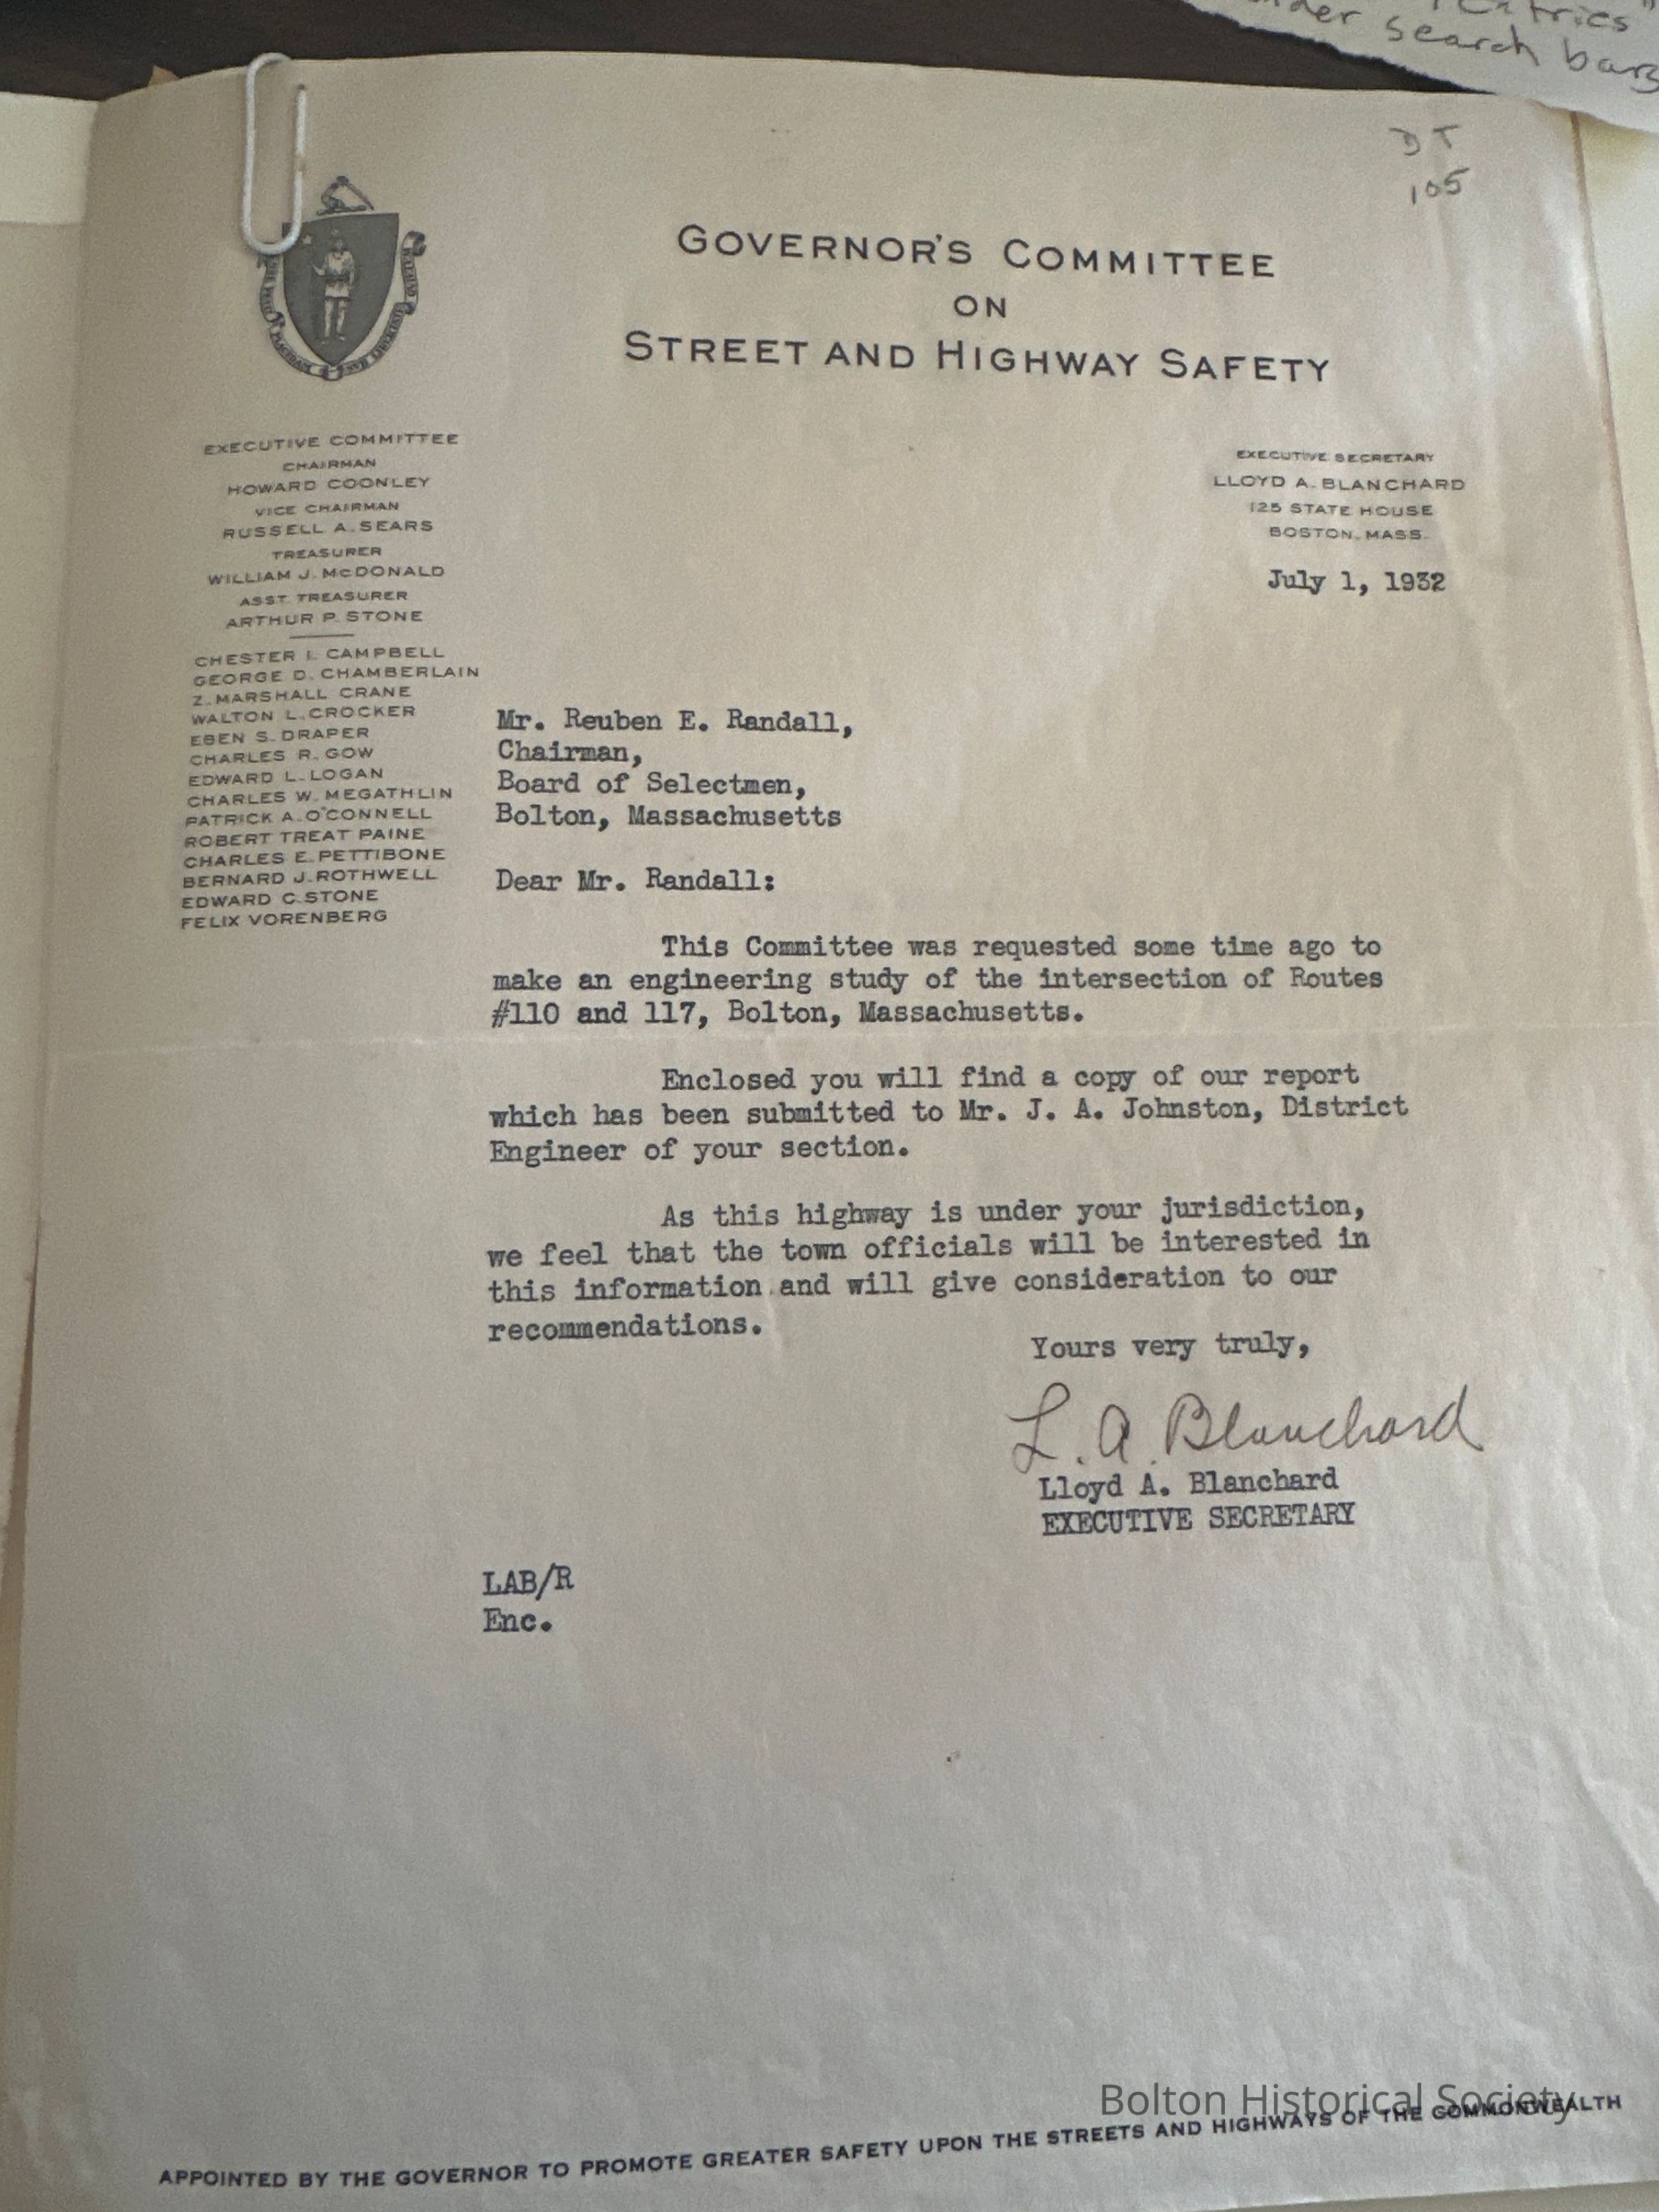 search bars
DT
105
GOVERNOR'S COMMITTEE
ON
STREET AND HIGHWAY SAFETY
EXECUTIVE COMMITTEE
CHAIRMAN
HOWARD COONLEY
VICE CHAIRMAN
RUSSELL A. SEARS
TREASURER
WILLIAM J. McDONALD
ASST. TREASURER
ARTHUR P. STONE
CHESTER I. CAMPBELL
GEORGE D. CHAMBERLAIN
Z. MARSHALL CRANE
WALTON L. CROCKER
EBEN S. DRAPER
CHARLES R. GOW
EDWARD L. LOGAN
CHARLES W. MEGATHLIN
PATRICK A. O'CONNELL
ROBERT TREAT PAINE
CHARLES E. PETTIBONE
BERNARD J. ROTHWELL
EDWARD C. STONE
FELIX VORENBERG
EXECUTIVE SECRETARY
LLOYD A. BLANCHARD
125 STATE HOUSE
BOSTON, MASS.
July 1, 1932
Mr. Reuben E. Randall,
Chairman,
Board of Selectmen,
Bolton, Massachusetts
Dear Mr. Randall:
This Committee was requested some time ago to
make an engineering study of the intersection of Routes
#110 and 117, Bolton, Massachusetts.
Enclosed you will find a copy of our report
which has been submitted to Mr. J. A. Johnston, District
Engineer of your section.
As this highway is under your jurisdiction,
we feel that the town officials will be interested in
this information and will give consideration to our
recommendations.
Yours very truly,
L. A. Blanchard
Lloyd A. Blanchard
EXECUTIVE SECRETARY
LAB/R
Enc.
Bolton Historical Society
APPOINTED BY THE GOVERNOR TO PROMOTE GREATER SAFETY UPON THE STREETS AND HIGHWAYS OF THE COMMONWEALTH